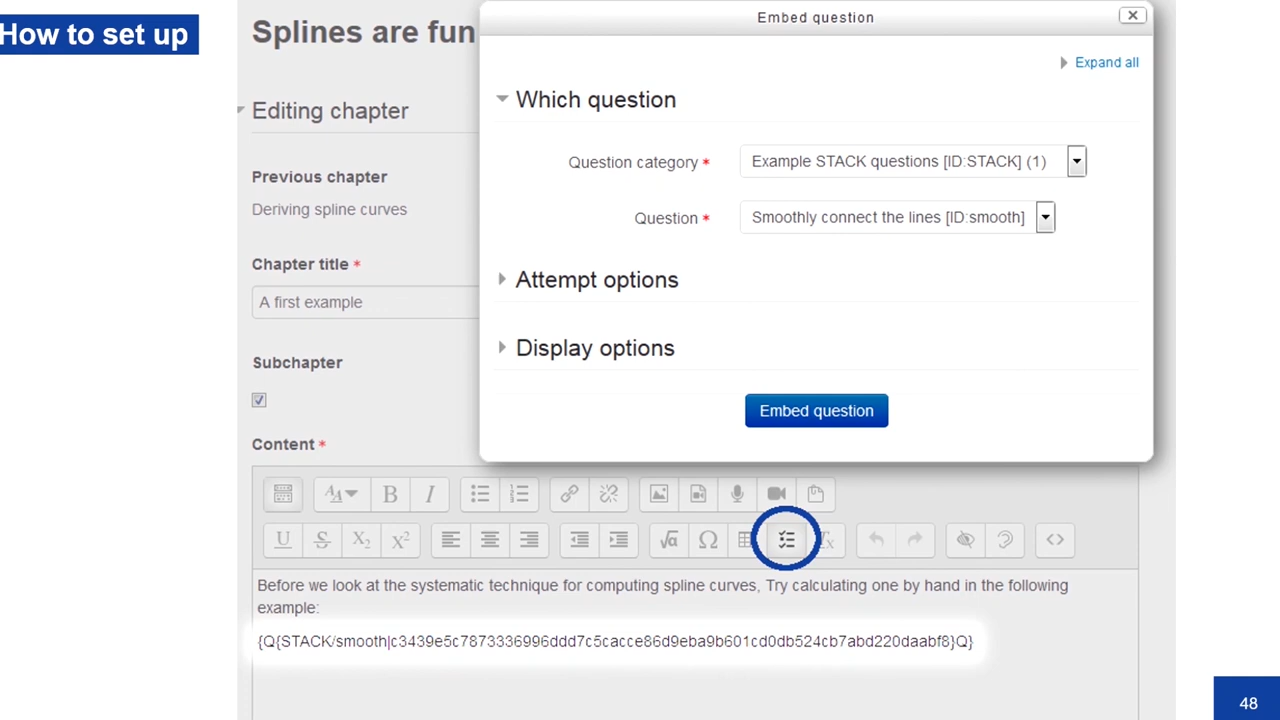 How to set up
Splines are fun
Embed question
Expand all
Editing chapter
Which question
Question category *
Example STACK questions [ID:STACK] (1)
Previous chapter
Deriving spline curves
Question *
Smoothly connect the lines [ID:smooth]
Chapter title *
A first example
Attempt options
Display options
Subchapter
Embed question
Content *
Before we look at the systematic technique for computing spline curves, Try calculating one by hand in the following
example:
{Q{STACK/smooth|c3439e5c7873336996ddd7c5cacce86d9eba9b601cd0db524cb7abd220daabf8}Q}
48